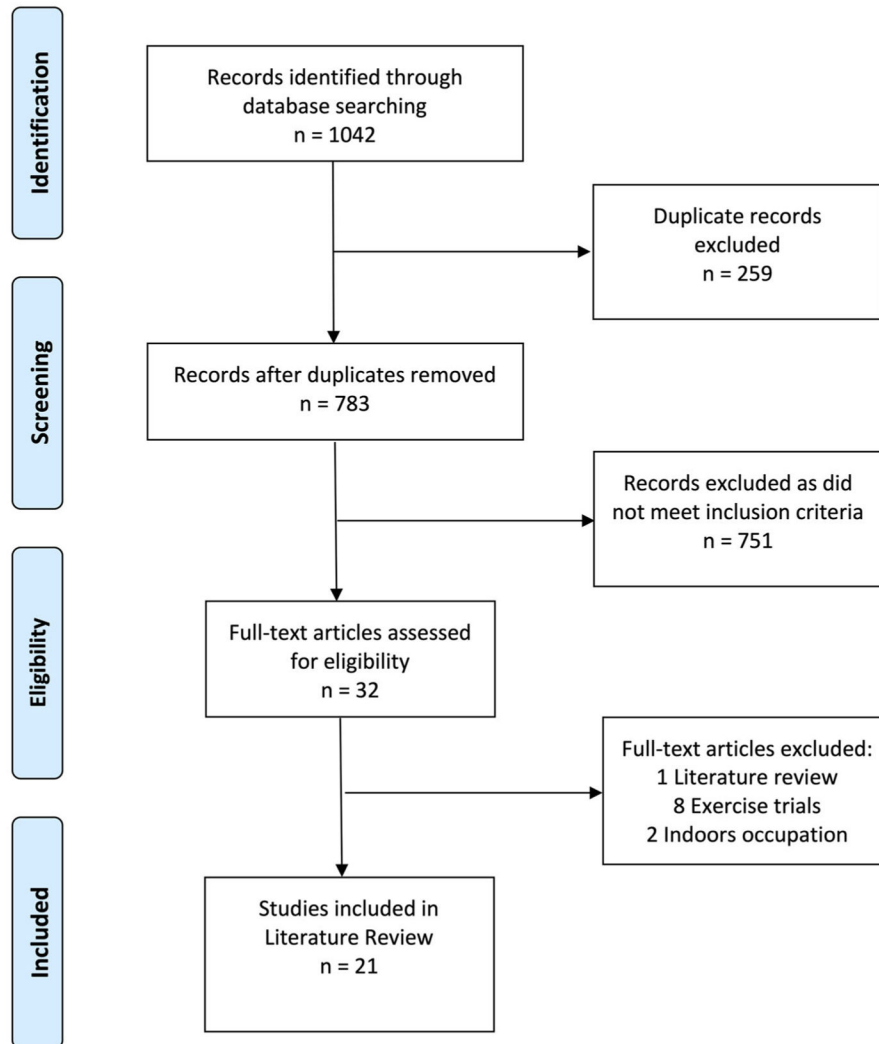 Identification
Records identified through
database searching
n = 1042
Duplicate records
excluded
n = 259
Screening
Records after duplicates removed
n = 783
Records excluded as did
not meet inclusion criteria
n = 751
Eligibility
Full-text articles assessed
for eligibility
n = 32
Full-text articles excluded:
1 Literature review
8 Exercise trials
2 Indoors occupation
Included
Studies included in
Literature Review
n = 21